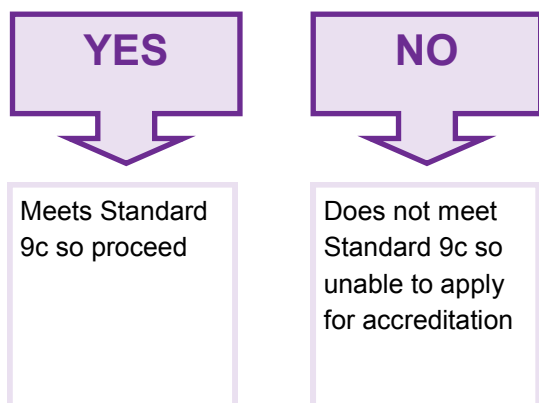 YES
Meets Standard
9c so proceed
NO
Does not meet
Standard 9c so
unable to apply
for accreditation